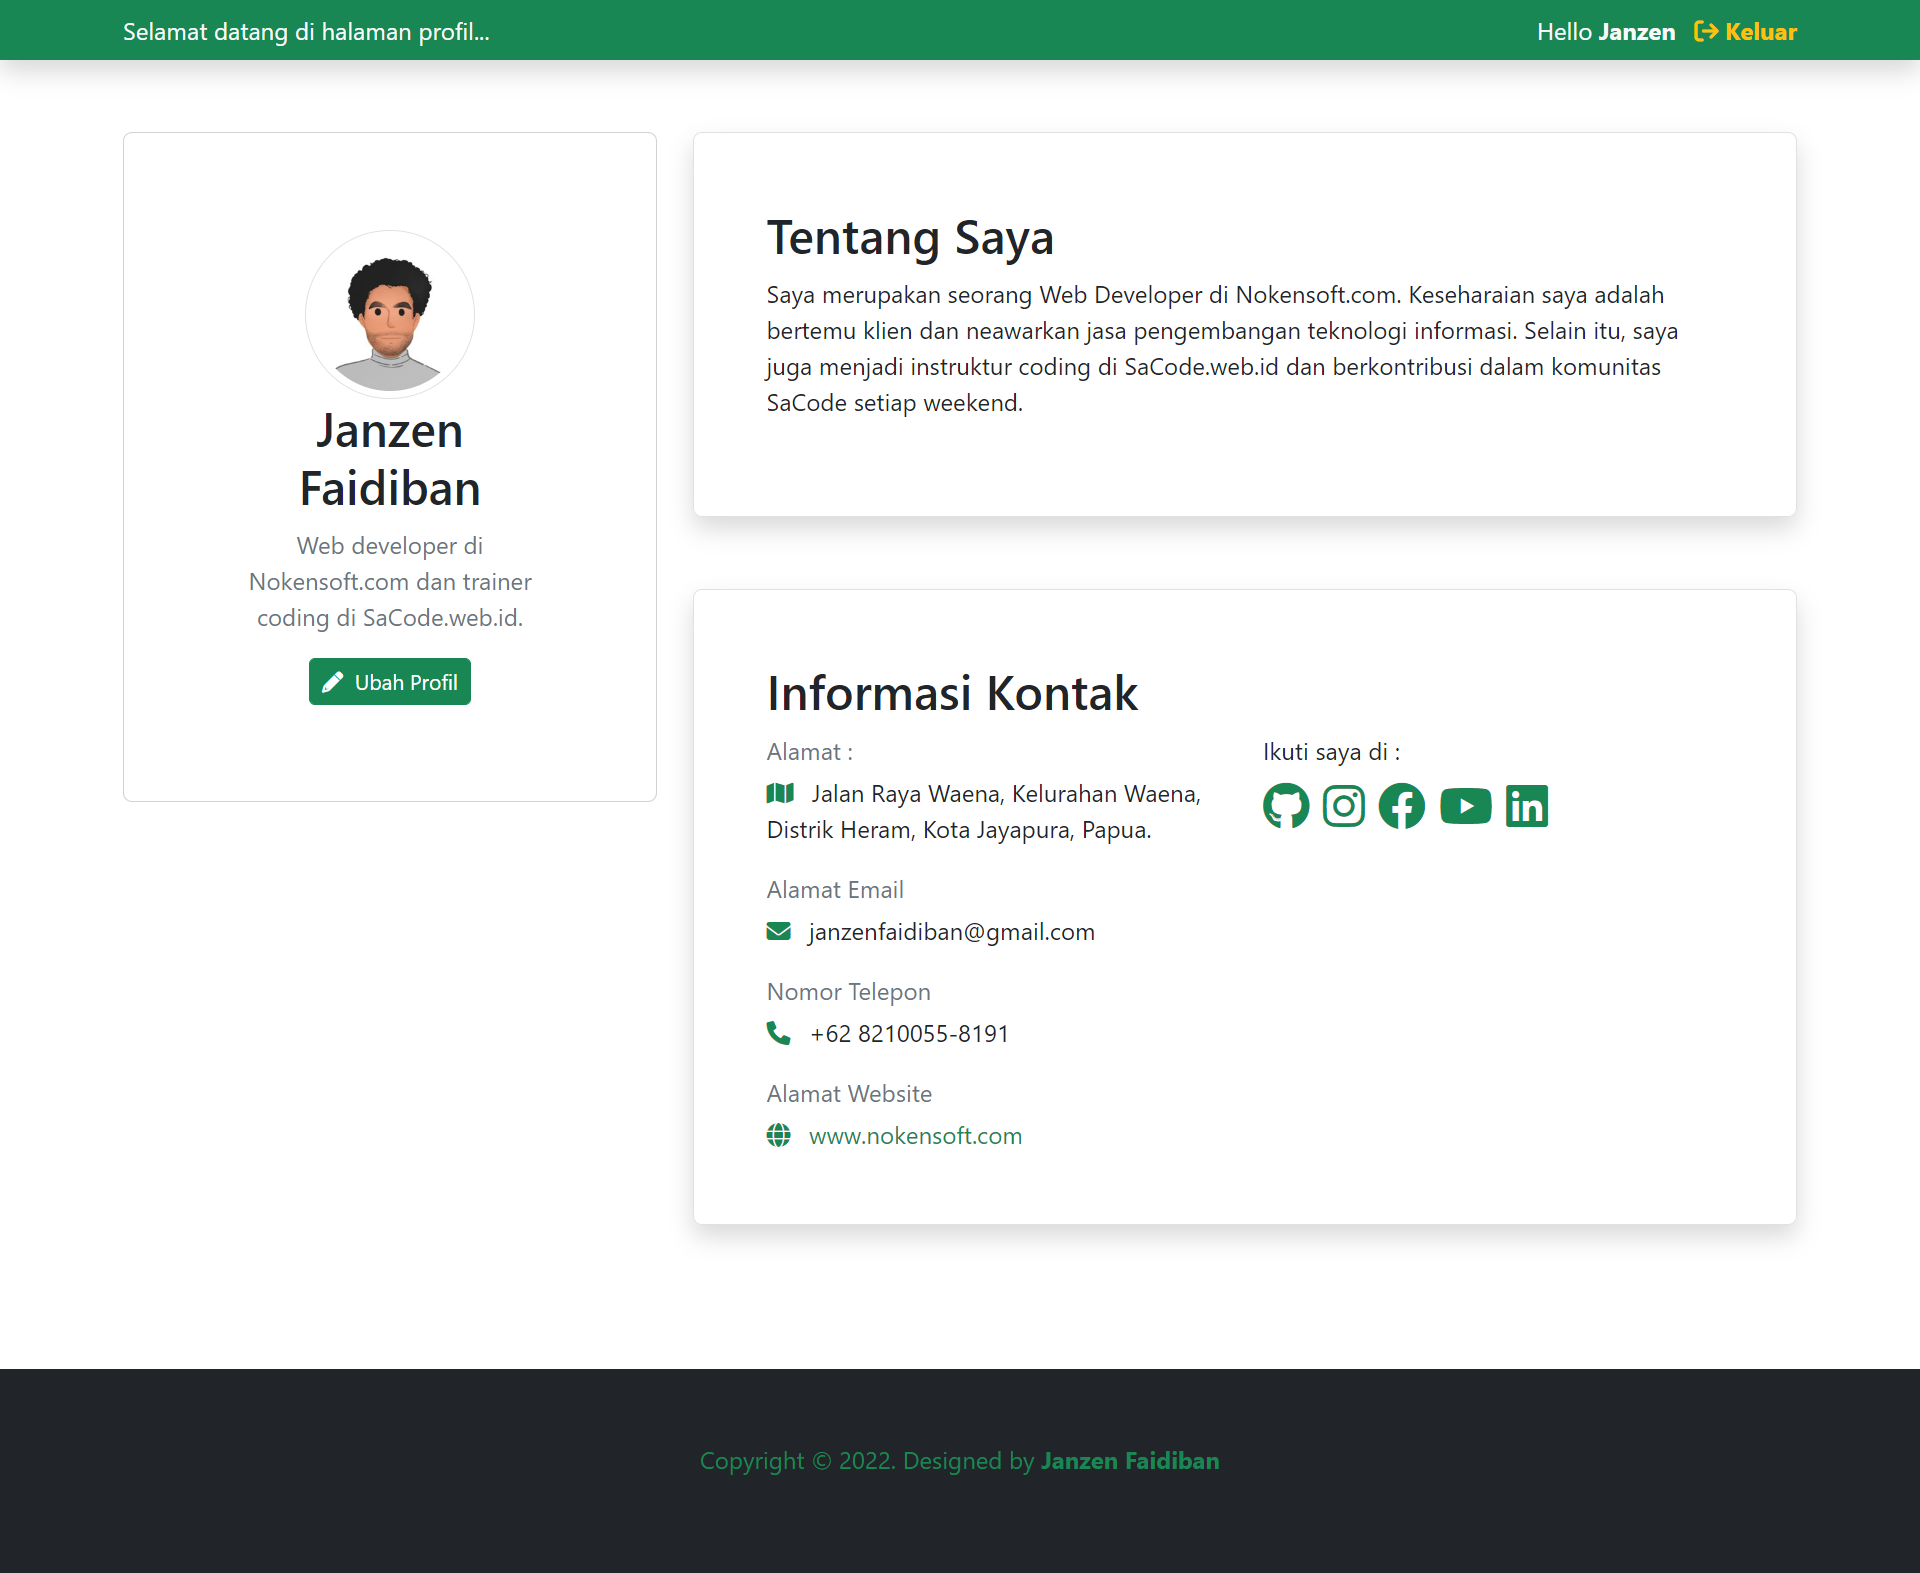 Selamat datang di halaman profil...
Hello Janzen Keluar
Janzen
Faidiban
Web developer di
Nokensoft.com dan trainer
coding di SaCode.web.id.
Ubah Profil
Tentang Saya
Saya merupakan seorang Web Developer di Nokensoft.com. Keseharaian saya adalah
bertemu klien dan neawarkan jasa pengembangan teknologi informasi. Selain itu, saya
juga menjadi instruktur coding di SaCode.web.id dan berkontribusi dalam komunitas
SaCode setiap weekend.
Informasi Kontak
Alamat :
Jalan Raya Waena, Kelurahan Waena,
Distrik Heram, Kota Jayapura, Papua.
Alamat Email
janzenfaidiban@gmail.com
Nomor Telepon
+62 8210055-8191
Alamat Website
www.nokensoft.com
Ikuti saya di :
in
Copyright © 2022. Designed by Janzen Faidiban